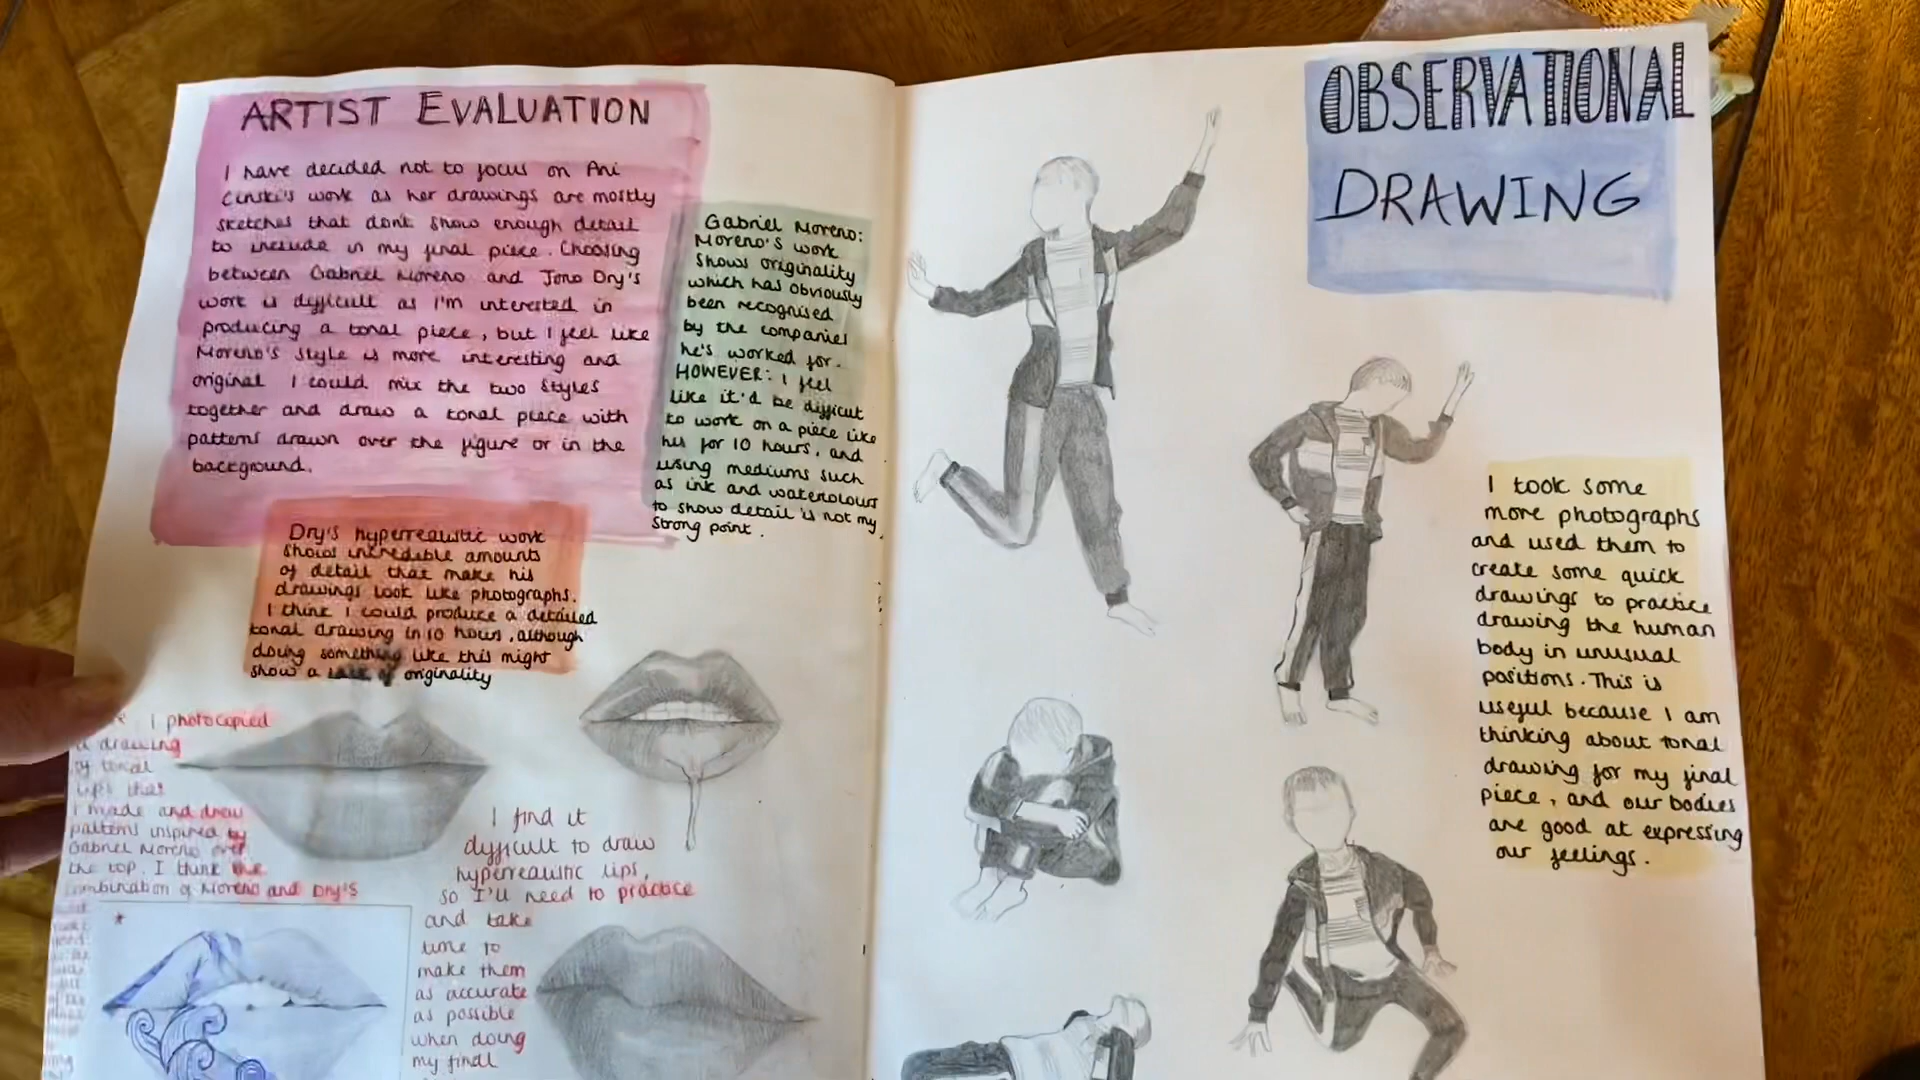 ARTIST EVALUATION
I have decided not to focus on Ani
Cinski's work as her drawings are mostly
sketches that don't show enough detail
to include in my final piece. Choosing
between Gabriel Moreno and Jono Dry's
work is difficult as I'm interested in
producing a tonal piece, but I feel like
Moreno's style is more interesting and
original I could mix the two styles
together and draw a tonal piece with
patterns drawn over the figure or in the
background.
Gabriel Moreno:
Moreno's work
shows originality
which has obviously
been recognised
by the companies
he's worked for.
HOWEVER: I feel
like it'd be difficut
to work on a piece like
his for 10 hours, and
using mediums such
as ink and watercolours
to show detail is not my
strong point.
Dry's hyperrealistic work
shows incredible amounts
of detail that make his
drawings look like photographs.
I think I could produce a detailed
tonal drawing in 10 hours, although
doing something like this might
show a lack of originality
I photocopied
a drawing
of tonal
lips that
I made and drew
patterns inspired by
Gabriel Moreno over
the top. I think the
combination of Moreno and Dry's
I find it
difficult to draw
hyperrealistic lips,
so I'll need to practice
and take
time to
make them
as accurate
as possible
when doing
my final
OBSERVATIONAL
DRAWING
I took some
more photographs
and used them to
create some quick
drawings to practice
drawing the human
body in unusual
positions. This is
useful because I am
thinking about tonal
drawing for my final
piece, and our bodies
are good at expressing
our feelings.